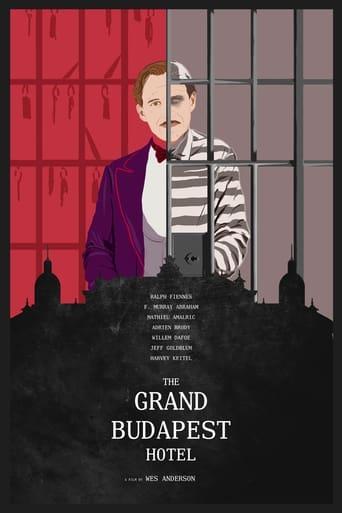 RALPH FIENNES
F. MURRAY ABRAHAM
MATHIEU AMALRIC
ADRIEN BRODY
WILLEM DAFOE
JEFF GOLDBLUM
HARVEY KEITEL
THE
GRAND
BUDAPEST
HOTEL
A FILM BY WES ANDERSON